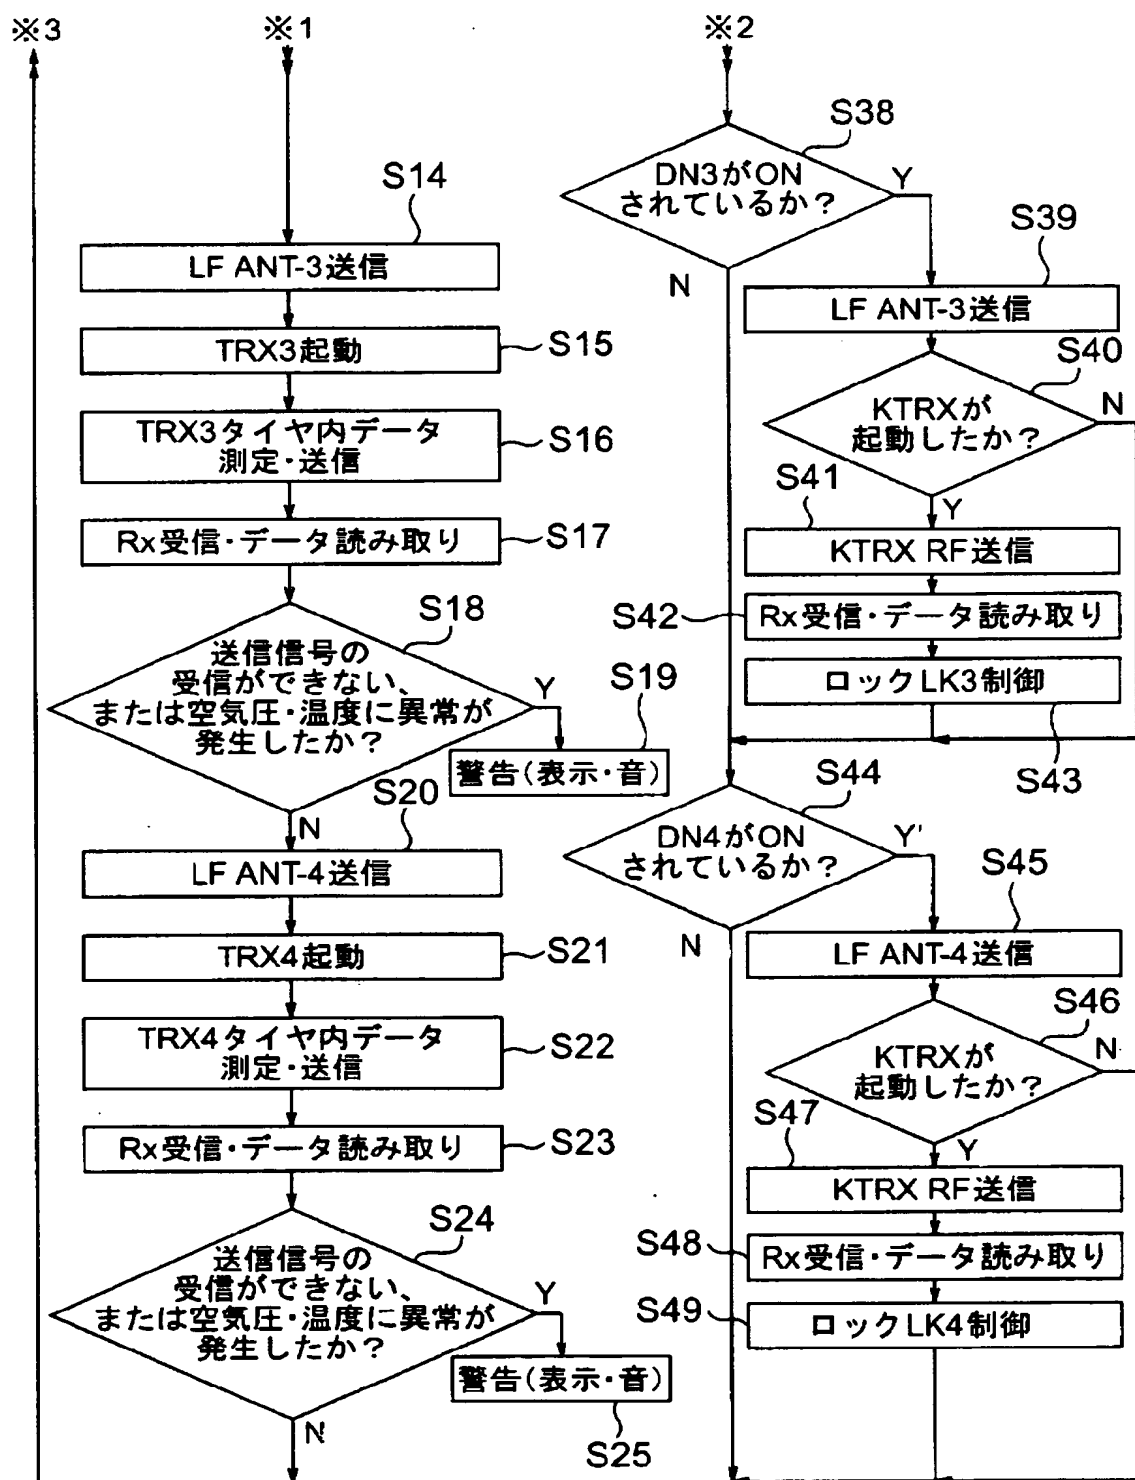 ※3
※1
※2
S14
LF ANT-3送信
TRX3起動
S15
TRX3タイヤ内データ
測定・送信
S16
Rx受信・データ読み取り
S17
S18
送信信号の
受信ができない、
または空気圧・温度に異常が
発生したか?
Y
S19
警告(表示・音)
N
S20
LF ANT-4送信
TRX4起動
S21
TRX4タイヤ内データ
測定・送信
S22
Rx受信・データ読み取り
S23
S24
送信信号の
受信ができない、
または空気圧・温度に異常が
発生したか?
Y
警告(表示・音)
S25
N
S38
DN3がON
されているか?
Y
N
S39
LF ANT-3送信
S40
KTRXが
起動したか?
N
S41
Y
KTRX RF送信
S42
Rx受信・データ読み取り
ロックLK3制御
S43
S44
DN4がON
されているか?
Y'
N
S45
LF ANT-4送信
S46
KTRXが
起動したか?
N
S47
Y
KTRX RF送信
S48
Rx受信・データ読み取り
S49
ロックLK4制御